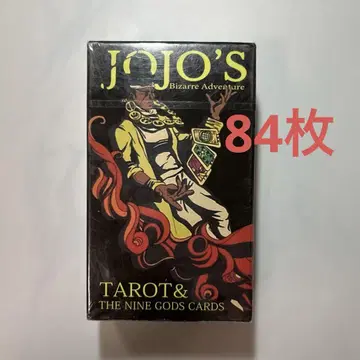 JOJO'S
Bizarre Adventure
84枚
TAROT&
THE NINE GODS CARDS